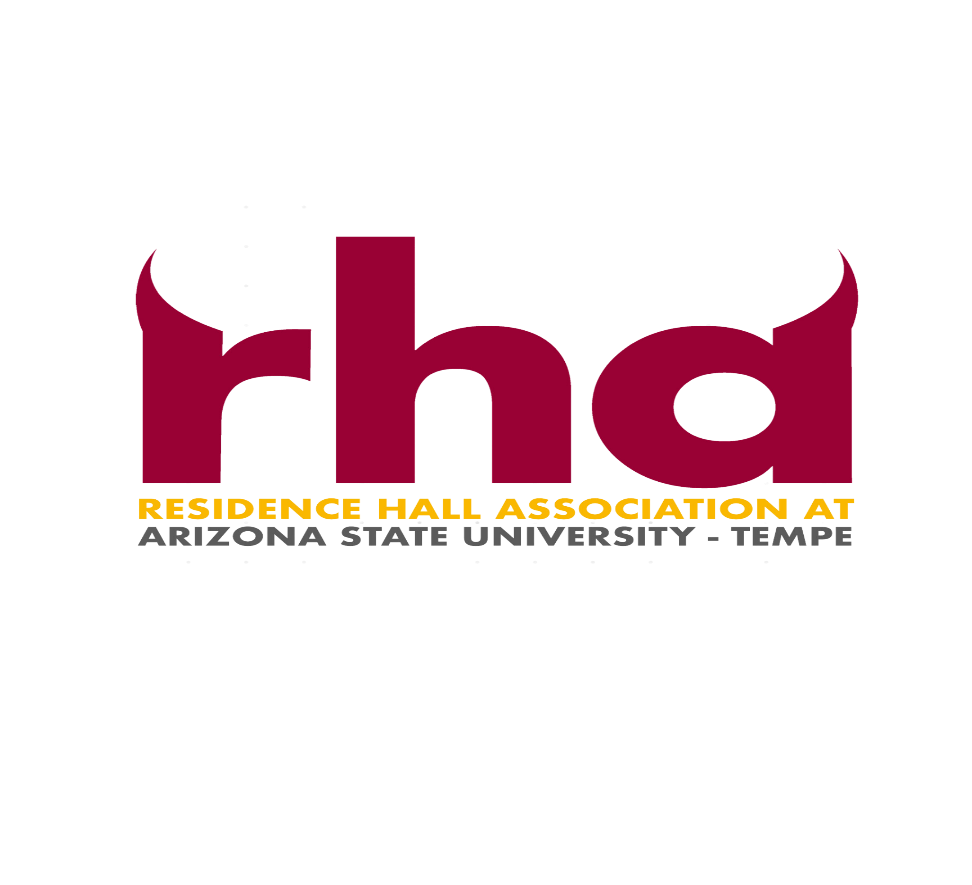 rha
RESIDENCE HALL ASSOCIATION AT
ARIZONA STATE UNIVERSITY - TEMPE